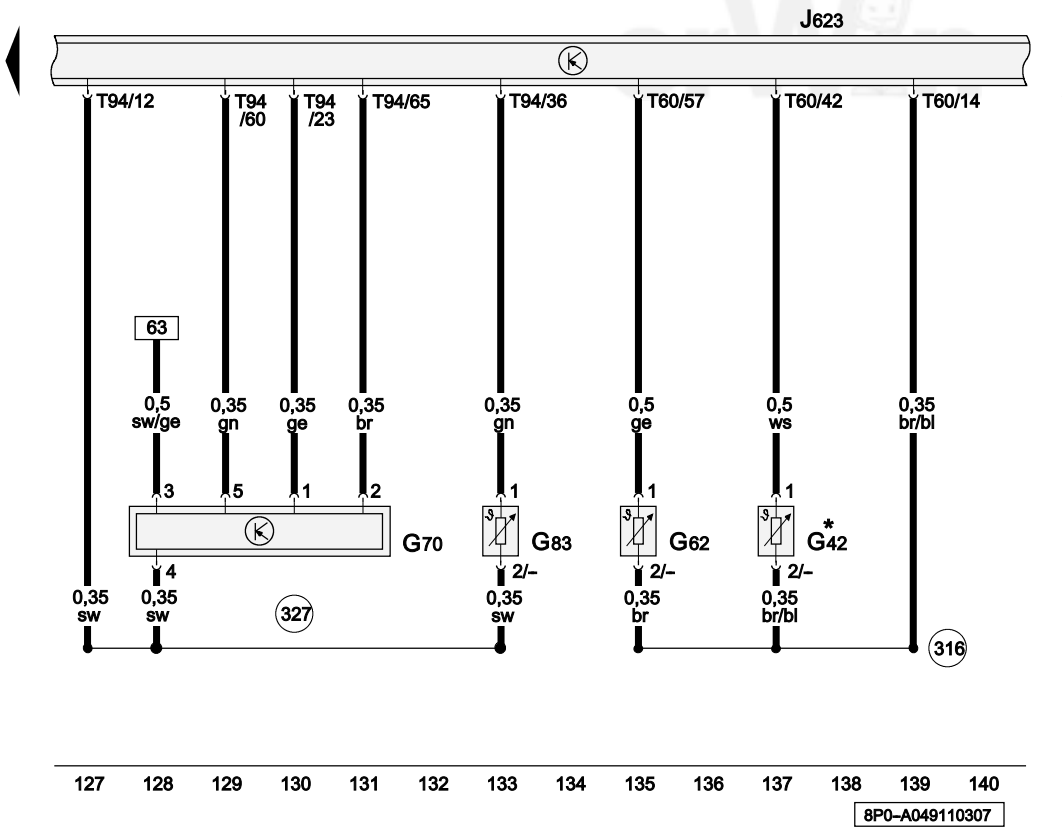 J623
T94/12
T94
/60
T94
/23
T94/65
T94/36
T60/57
T60/42
T60/14
63
0,5
sw/ge
0,35
gn
0,35
ge
0,35
br
0,35
gn
0,5
ge
0,5
ws
0,35
br/bl
3
5
1
2
1
1
1
ϑ
ϑ
ϑ
G70
G83
G62
G42*
4
2/–
2/–
2/–
0,35
sw
0,35
sw
327
0,35
sw
0,35
br
0,35
br/bl
316
127 128 129 130 131 132 133 134 135 136 137 138 139 140
8P0–A049110307